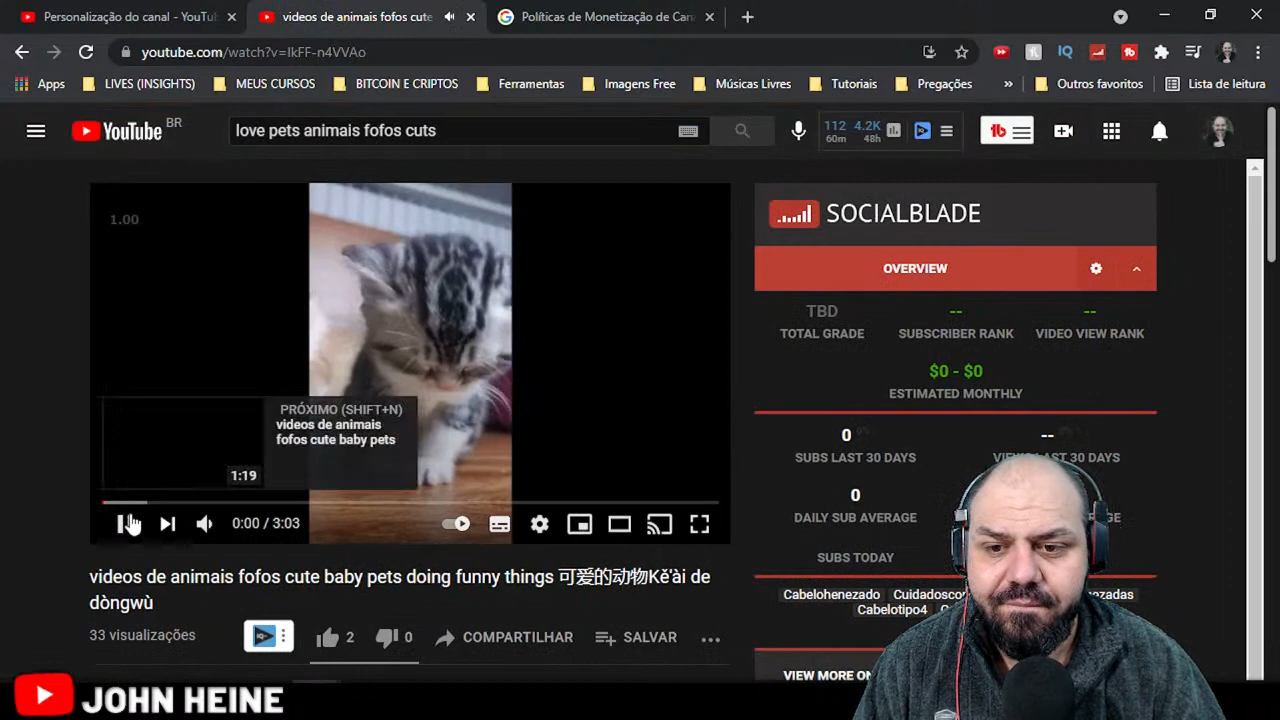 Personalização do canal - YouTu
videos de animais fofos cute
Políticas de Monetização de Can
youtube.com/watch?v=IkFF-n4VVAo
Apps
LIVES (INSIGHTS)
MEUS CURSOS
BITCOIN E CRIPTOS
Ferramentas
Imagens Free
Músicas Livres
Tutoriais
Pregações
»
Outros favoritos
Lista de leitura
YouTube BR
love pets animais fofos cuts
112 4.2K
60m 48h
1.00
SOCIALBLADE
OVERVIEW
TBD -- --
TOTAL GRADE SUBSCRIBER RANK VIDEO VIEW RANK
$0 - $0
ESTIMATED MONTHLY
0 --
SUBS LAST 30 DAYS LAST 30 DAYS
0
DAILY SUB AVERAGE
SUBS TODAY
Cabelohenezado
Cabelotipo4
PRÓXIMO (SHIFT+N)
videos de animais
fofos cute baby pets
1:19
0:00 / 3:03
videos de animais fofos cute baby pets doing funny things 可爱的动物Kě'ài de
dòngwù
33 visualizações
2
0
COMPARTILHAR
SALVAR
VIEW MORE ON
JOHN HEINE